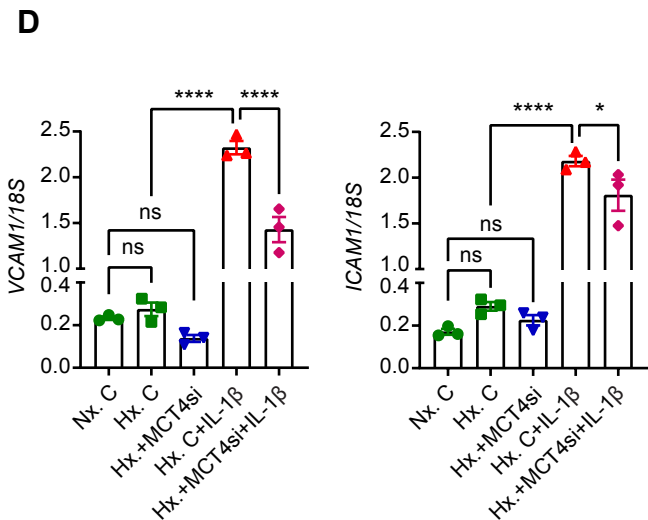 D
**** ****
2.5
2.0
1.5
1.0
0.4
0.2
0.0
VCAM1/18S
ns
ns
Nx. C
Hx. C
Hx.+MCT4si
Hx. C+IL-1β
Hx.+MCT4si+IL-1β
**** *
2.5
2.0
1.5
1.0
0.4
0.2
0.0
ICAM1/18S
ns
ns
Nx. C
Hx. C
Hx.+MCT4si
Hx. C+IL-1β
Hx.+MCT4si+IL-1β